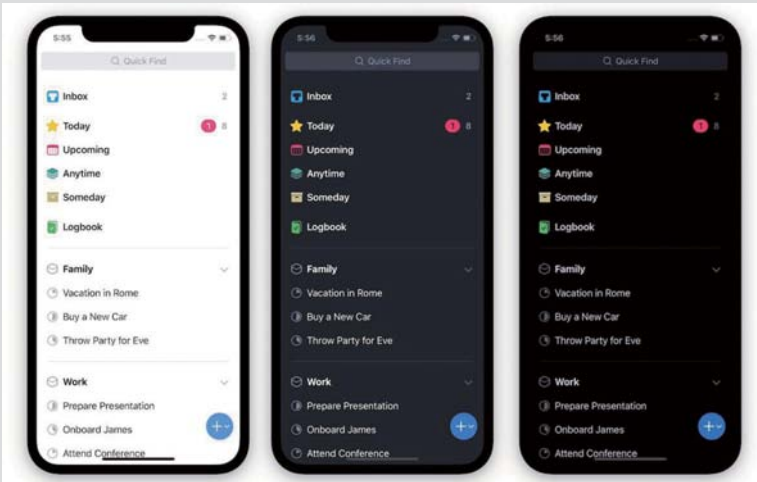 5:55
Quick Find
Inbox 2
Today 1 8
Upcoming
Anytime
Someday
Logbook
Family
Vacation in Rome
Buy a New Car
Throw Party for Eve
Work
Prepare Presentation
Onboard James
Attend Conference
5:56
Quick Find
Inbox 2
Today 1 8
Upcoming
Anytime
Someday
Logbook
Family
Vacation in Rome
Buy a New Car
Throw Party for Eve
Work
Prepare Presentation
Onboard James
Attend Conference
5:56
Quick Find
Inbox 2
Today 1 8
Upcoming
Anytime
Someday
Logbook
Family
Vacation in Rome
Buy a New Car
Throw Party for Eve
Work
Prepare Presentation
Onboard James
Attend Conference